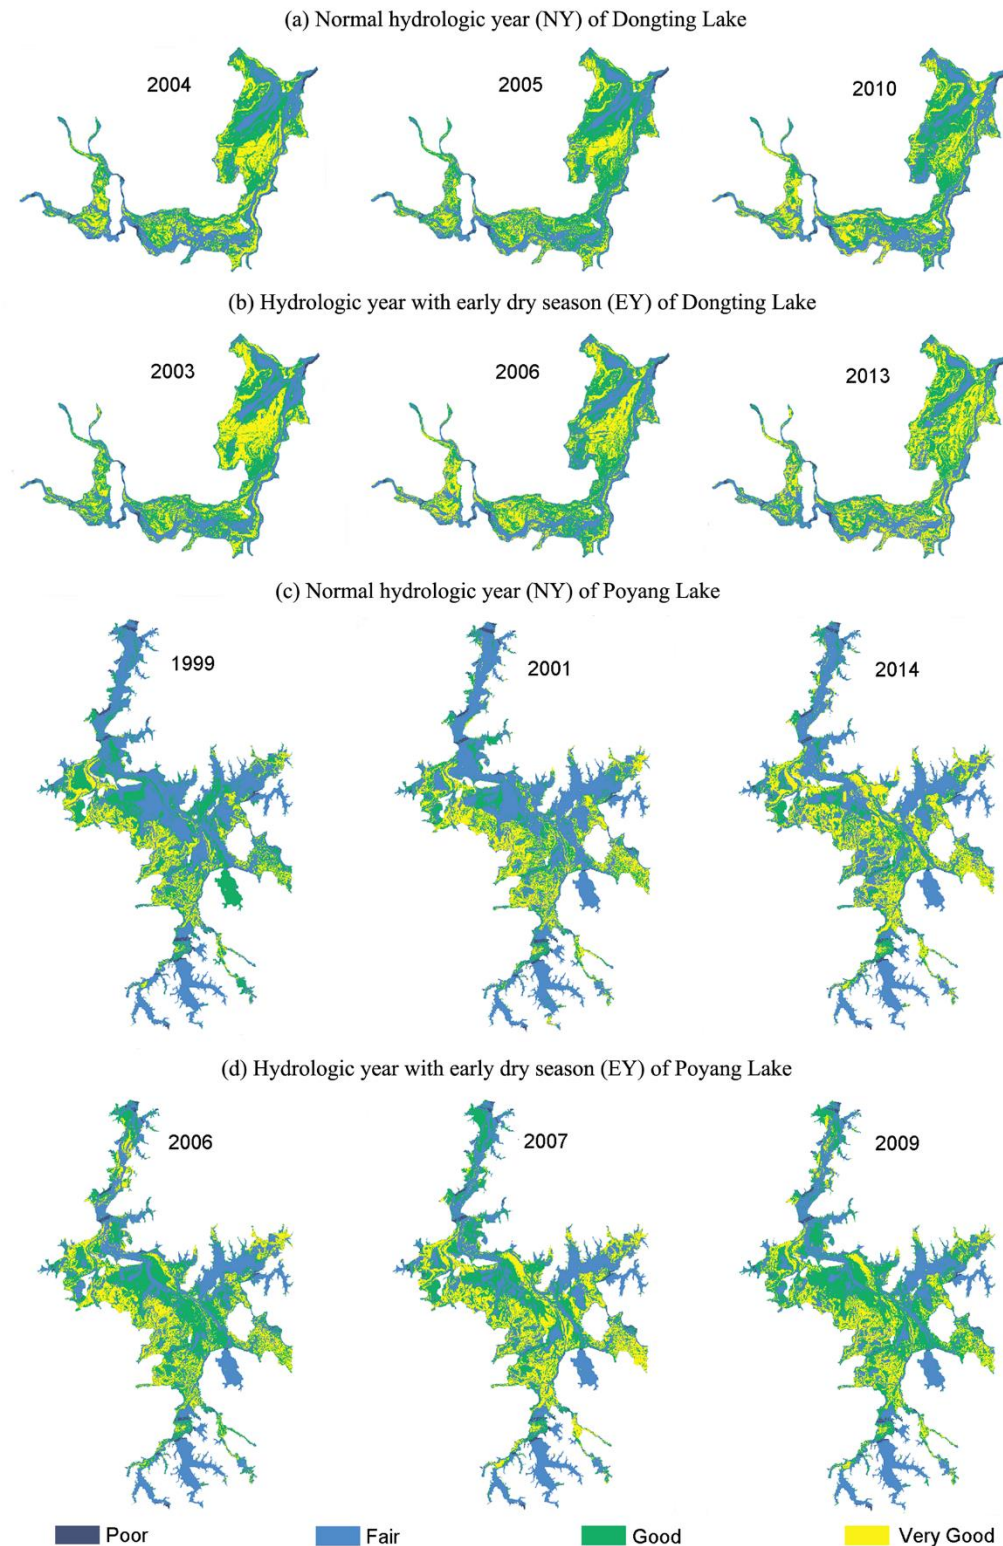 (a) Normal hydrologic year (NY) of Dongting Lake
2004 2005 2010
(b) Hydrologic year with early dry season (EY) of Dongting Lake
2003 2006 2013
(c) Normal hydrologic year (NY) of Poyang Lake
1999 2001 2014
(d) Hydrologic year with early dry season (EY) of Poyang Lake
2006 2007 2009
Poor Fair Good Very Good